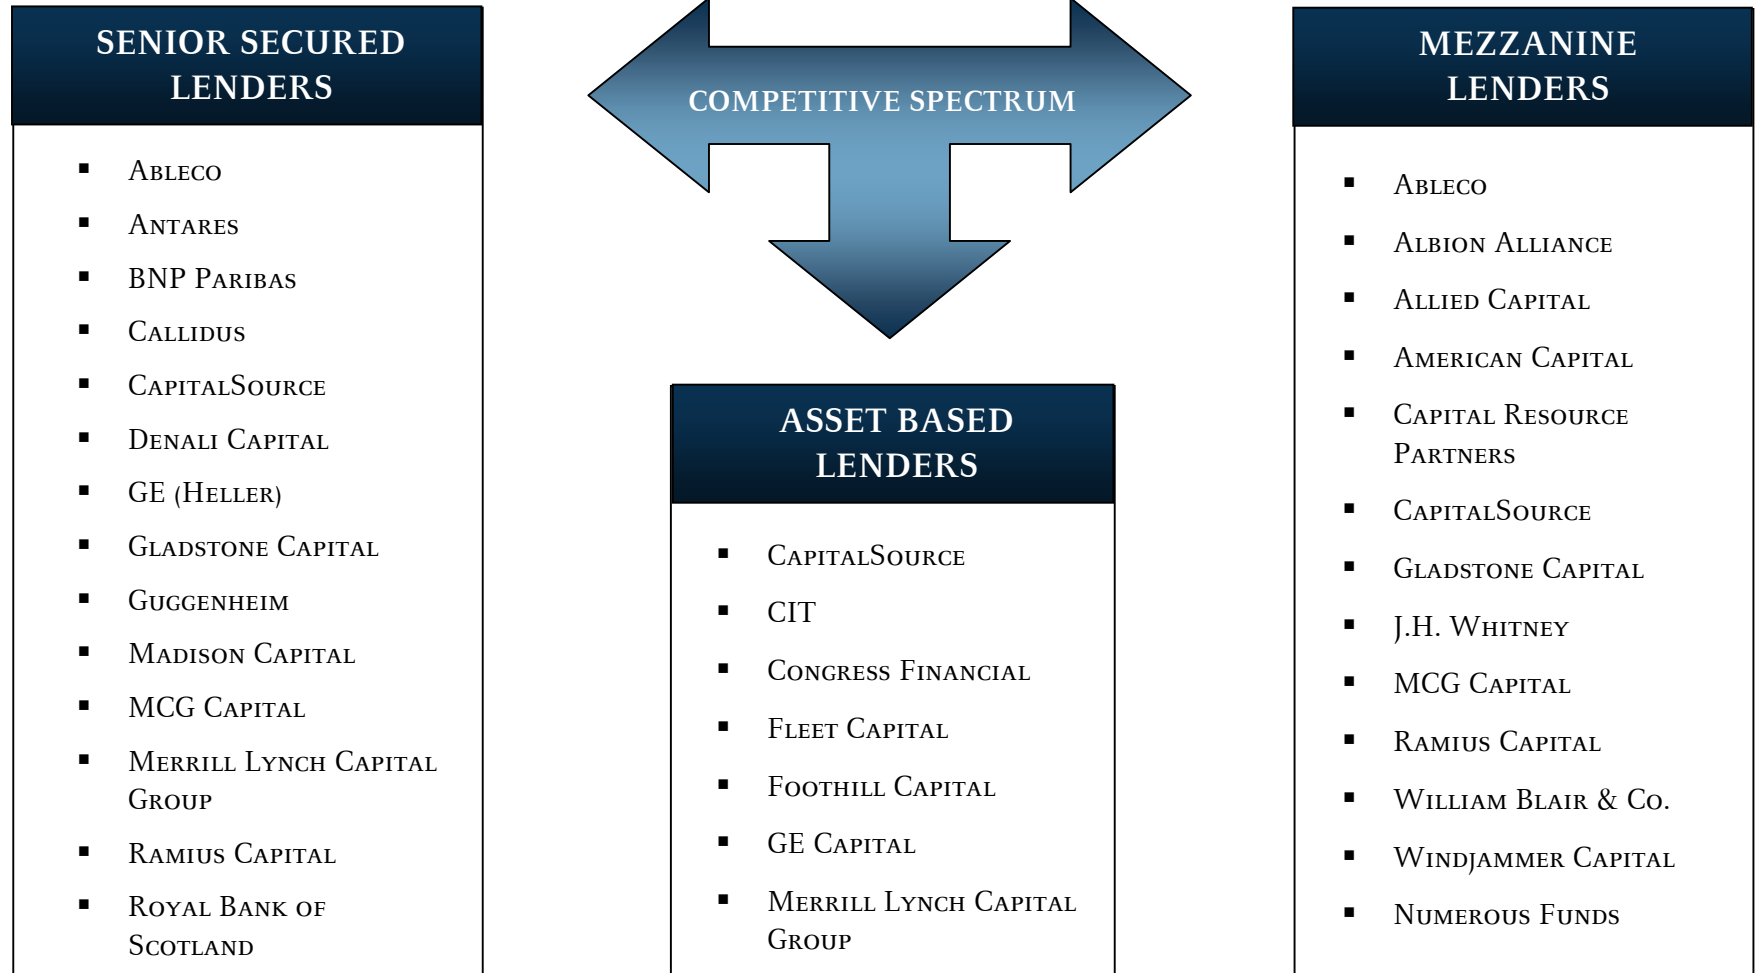 SENIOR SECURED
LENDERS
▪ ABLECO
▪ ANTARES
▪ BNP PARIBAS
▪ CALLIDUS
▪ CAPITALSOURCE
▪ DENALI CAPITAL
▪ GE (HELLER)
▪ GLADSTONE CAPITAL
▪ GUGGENHEIM
▪ MADISON CAPITAL
▪ MCG CAPITAL
▪ MERRILL LYNCH CAPITAL
GROUP
▪ RAMIUS CAPITAL
▪ ROYAL BANK OF
SCOTLAND
COMPETITIVE SPECTRUM
ASSET BASED
LENDERS
▪ CAPITALSOURCE
▪ CIT
▪ CONGRESS FINANCIAL
▪ FLEET CAPITAL
▪ FOOTHILL CAPITAL
▪ GE CAPITAL
▪ MERRILL LYNCH CAPITAL
GROUP
MEZZANINE
LENDERS
▪ ABLECO
▪ ALBION ALLIANCE
▪ ALLIED CAPITAL
▪ AMERICAN CAPITAL
▪ CAPITAL RESOURCE
PARTNERS
▪ CAPITALSOURCE
▪ GLADSTONE CAPITAL
▪ J.H. WHITNEY
▪ MCG CAPITAL
▪ RAMIUS CAPITAL
▪ WILLIAM BLAIR & CO.
▪ WINDJAMMER CAPITAL
▪ NUMEROUS FUNDS